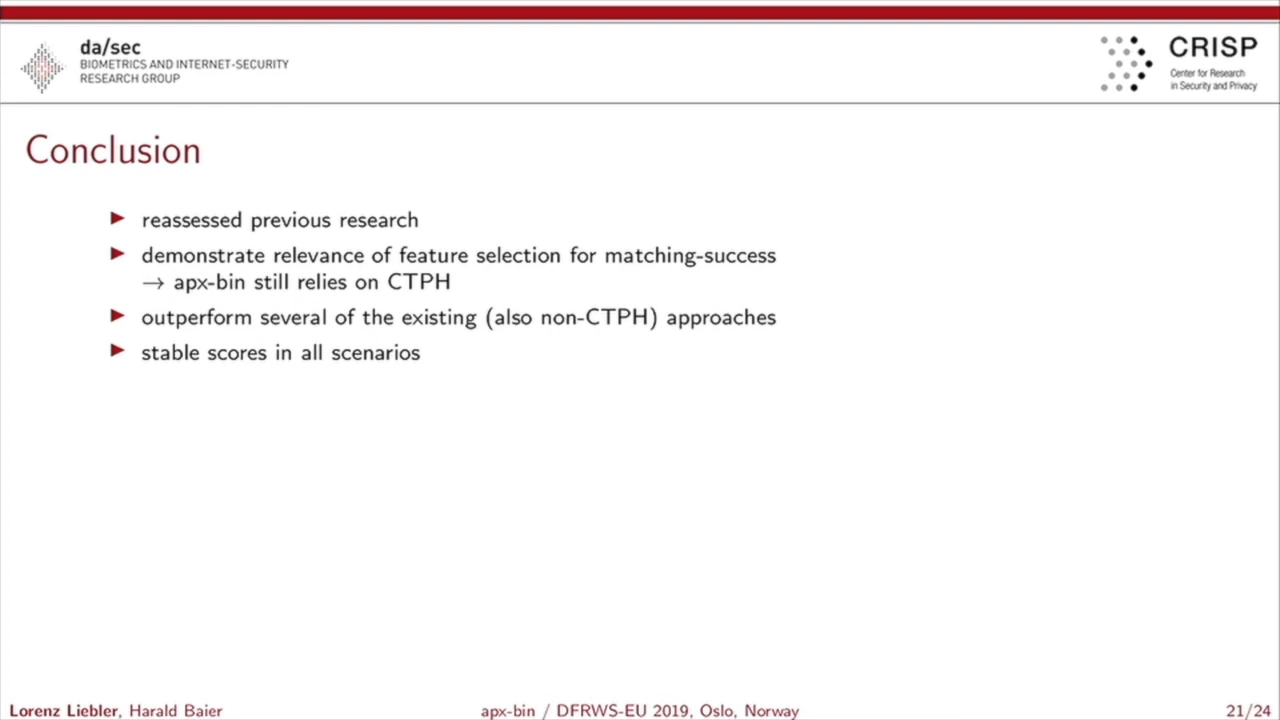 da/sec
BIOMETRICS AND INTERNET-SECURITY
RESEARCH GROUP
CRISP
Center for Research
in Security and Privacy
Conclusion
reassessed previous research
demonstrate relevance of feature selection for matching-success
→ apx-bin still relies on CTPH
outperform several of the existing (also non-CTPH) approaches
stable scores in all scenarios
Lorenz Liebler, Harald Baier
apx-bin / DFRWS-EU 2019, Oslo, Norway
21/24